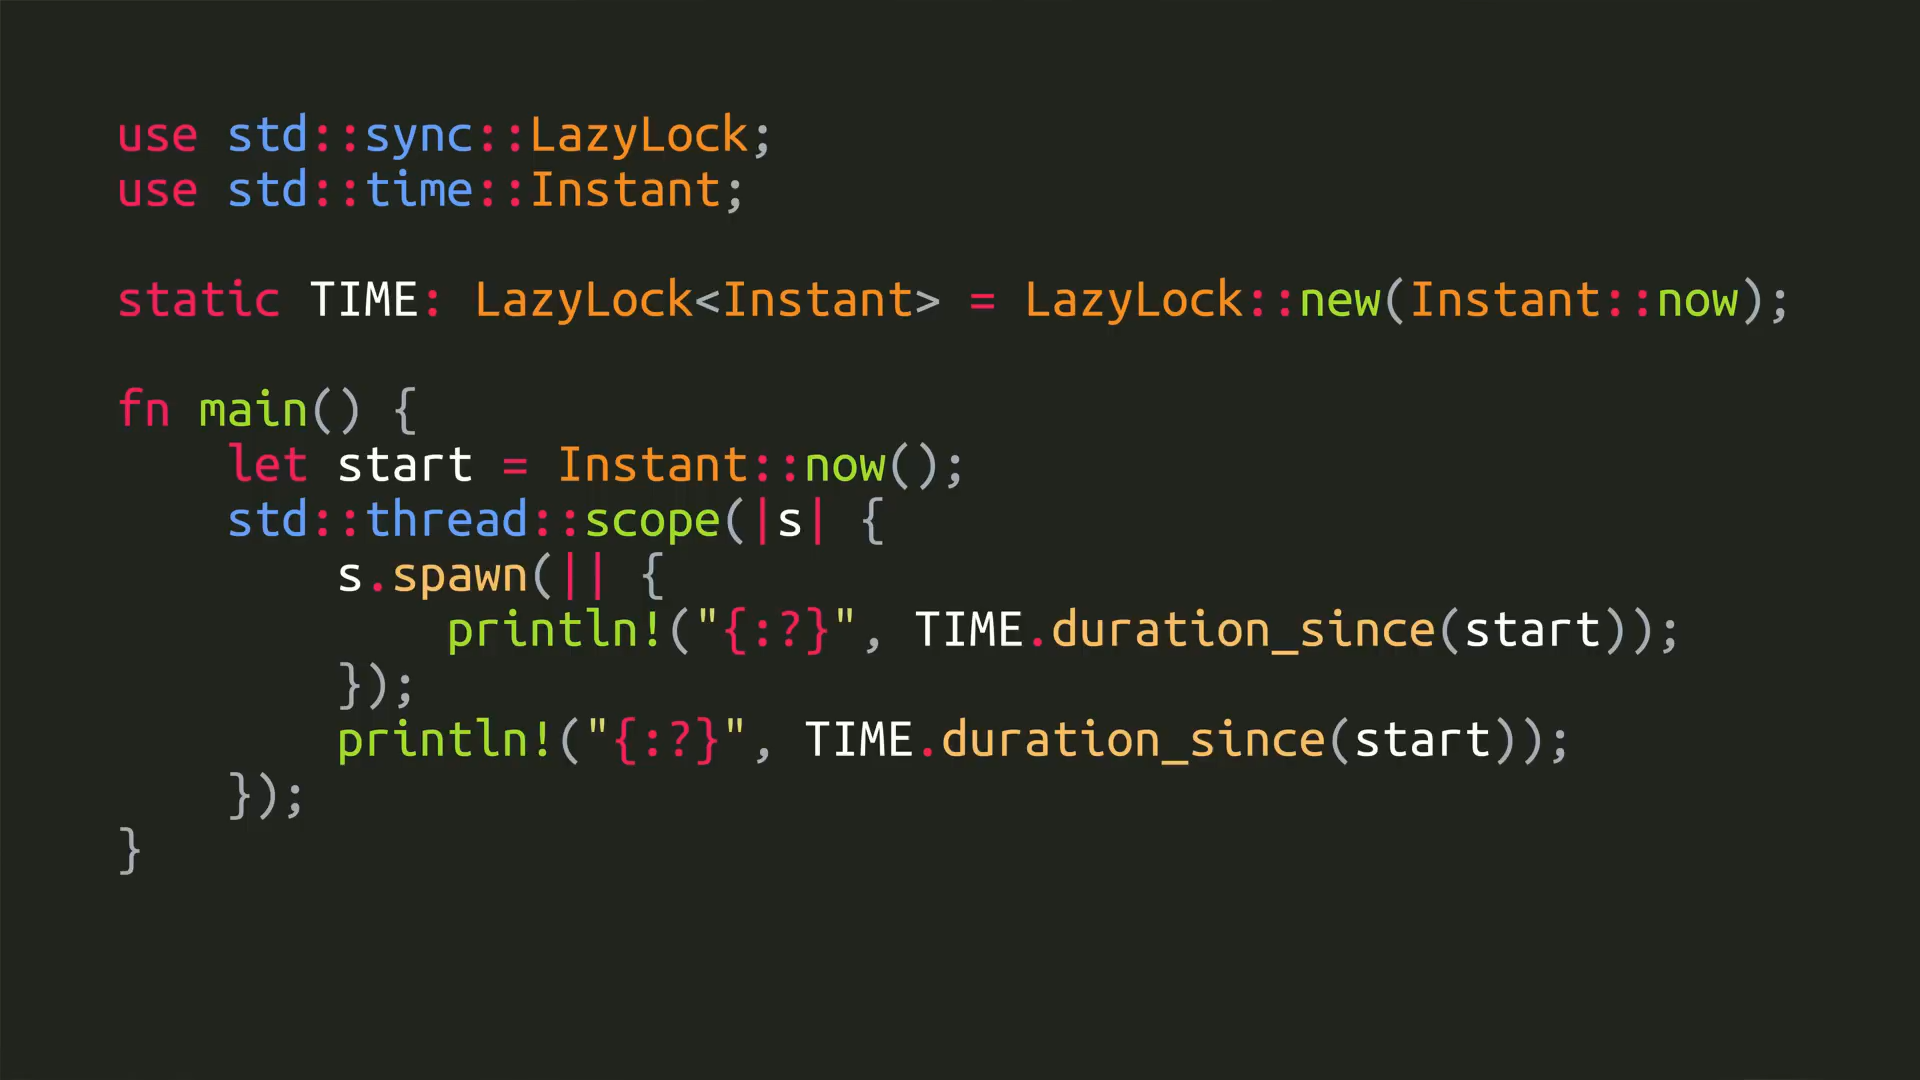 use std::sync::LazyLock;
use std::time::Instant;

static TIME: LazyLock<Instant> = LazyLock::new(Instant::now);

fn main() {
    let start = Instant::now();
    std::thread::scope(|s| {
        s.spawn(|| {
            println!("{:?}", TIME.duration_since(start));
        });
        println!("{:?}", TIME.duration_since(start));
    });
}